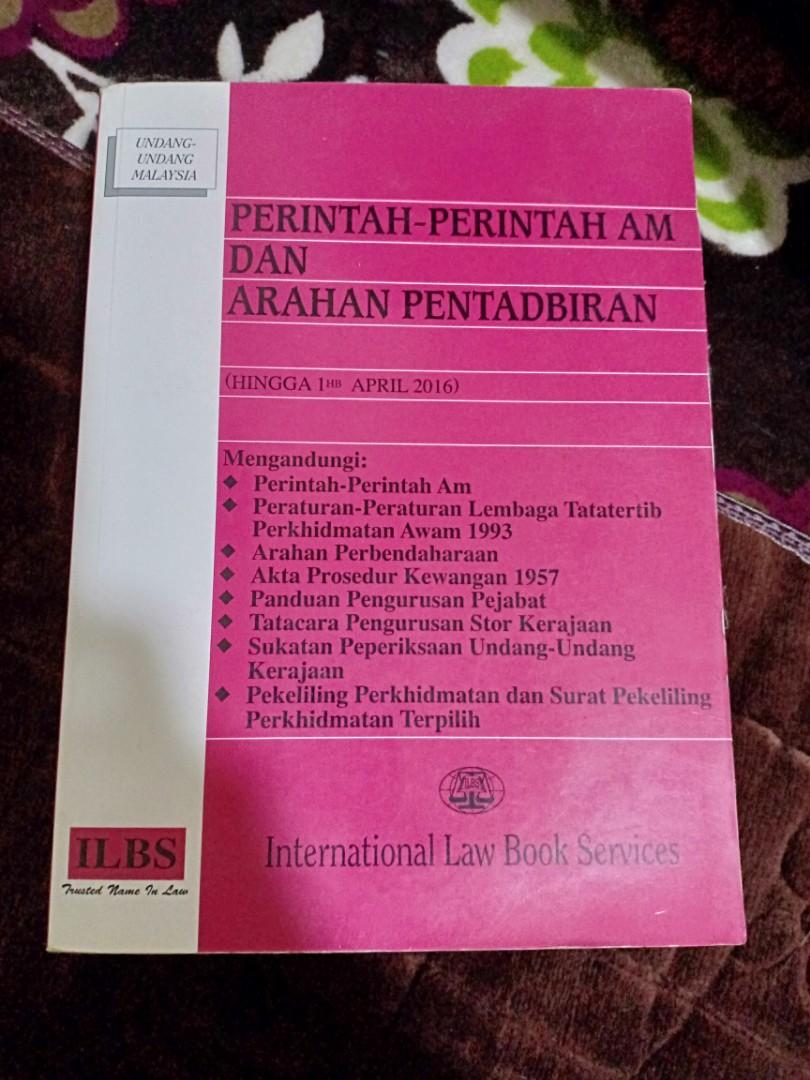 UNDANG-
UNDANG
MALAYSIA
PERINTAH-PERINTAH AM
DAN
ARAHAN PENTADBIRAN
(HINGGA 1HB APRIL 2016)
Mengandungi:
◆ Perintah-Perintah Am
◆ Peraturan-Peraturan Lembaga Tatatertib
Perkhidmatan Awam 1993
◆ Arahan Perbendaharaan
◆ Akta Prosedur Kewangan 1957
◆ Panduan Pengurusan Pejabat
◆ Tatacara Pengurusan Stor Kerajaan
◆ Sukatan Peperiksaan Undang-Undang
Kerajaan
◆ Pekeliling Perkhidmatan dan Surat Pekeliling
Perkhidmatan Terpilih
ILBS
International Law Book Services
ILBS
Trusted Name In Law